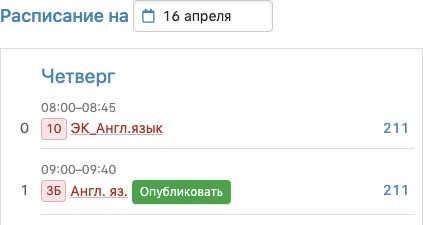 Расписание на 16 апреля
Четверг
08:00–08:45
0 10 ЭК_Англ.язык 211
09:00–09:40
1 3Б Англ. яз. Опубликовать 211